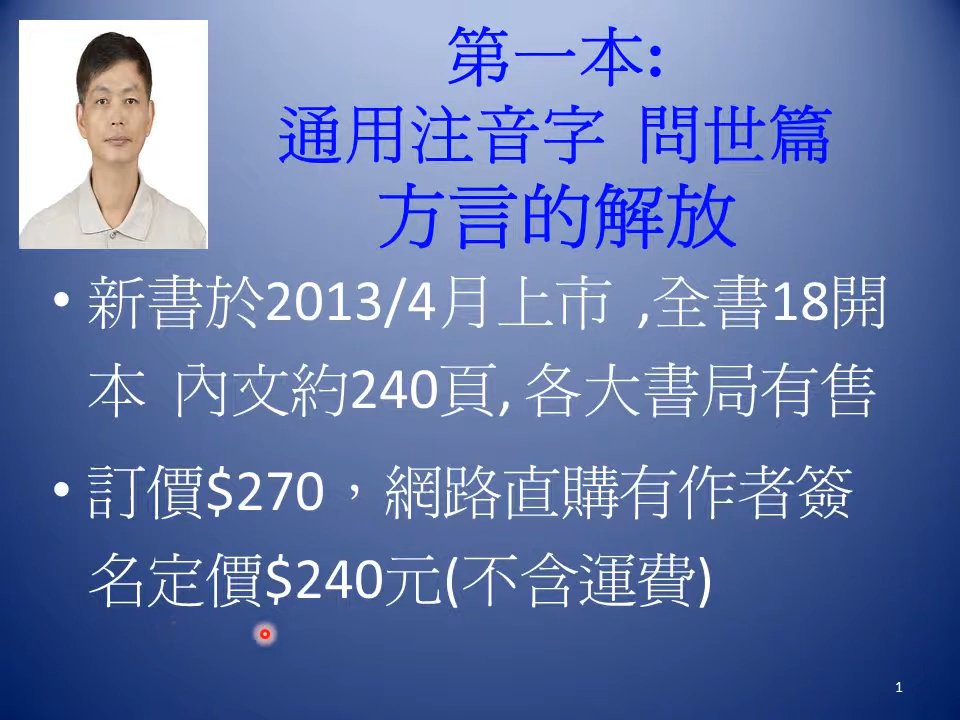 第一本:
通用注音字 問世篇
方言的解放
• 新書於2013/4月上市 ,全書18開
本 內文約240頁, 各大書局有售
• 訂價$270，網路直購有作者簽
名定價$240元(不含運費)
1